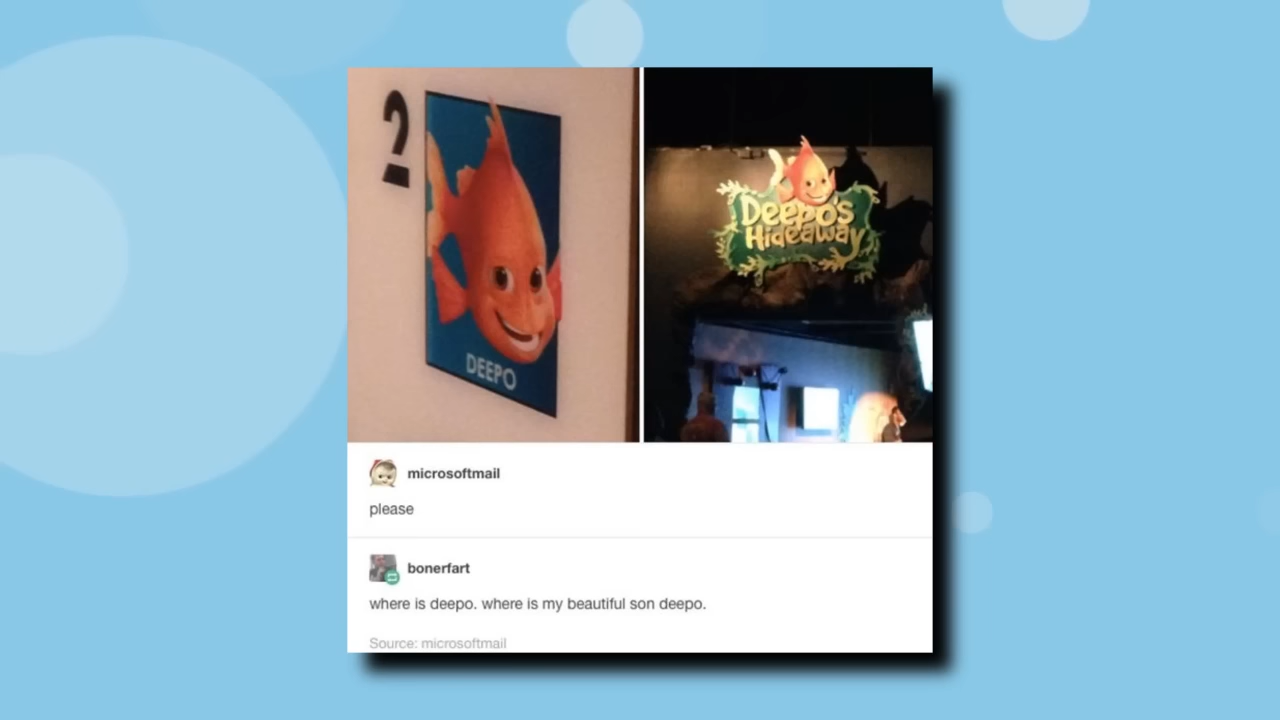 ?
DEEPO
Deepo's
Hideaway
microsoftmail
please
bonerfart
where is deepo. where is my beautiful son deepo.
Source: microsoftmail